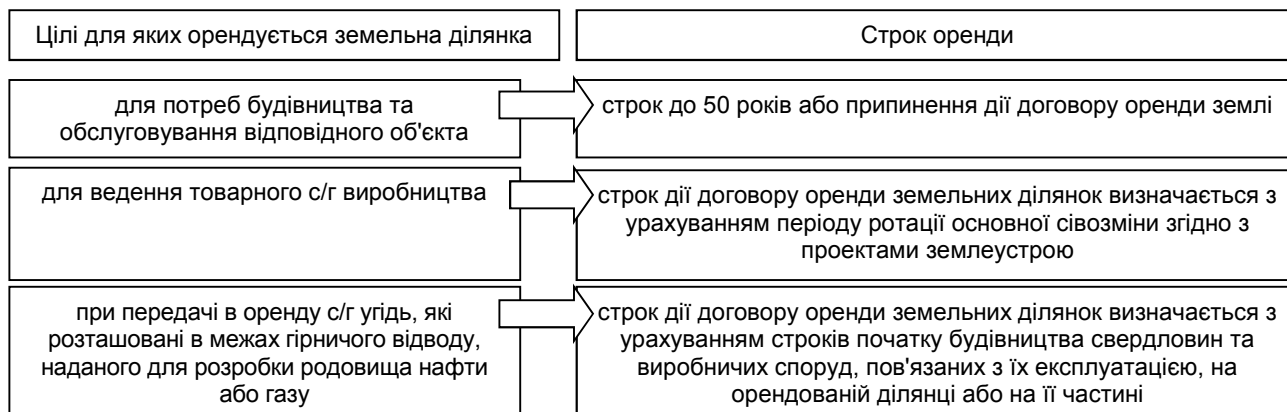 Цілі для яких орендується земельна ділянка
Строк оренди
для потреб будівництва та
обслуговування відповідного об'єкта
строк до 50 років або припинення дії договору оренди землі
для ведення товарного с/г виробництва
строк дії договору оренди земельних ділянок визначається з
урахуванням періоду ротації основної сівозміни згідно з
проектами землеустрою
при передачі в оренду с/г угідь, які
розташовані в межах гірничого відводу,
наданого для розробки родовища нафти
або газу
строк дії договору оренди земельних ділянок визначається з
урахуванням строків початку будівництва свердловин та
виробничих споруд, пов'язаних з їх експлуатацією, на
орендованій ділянці або на її частині